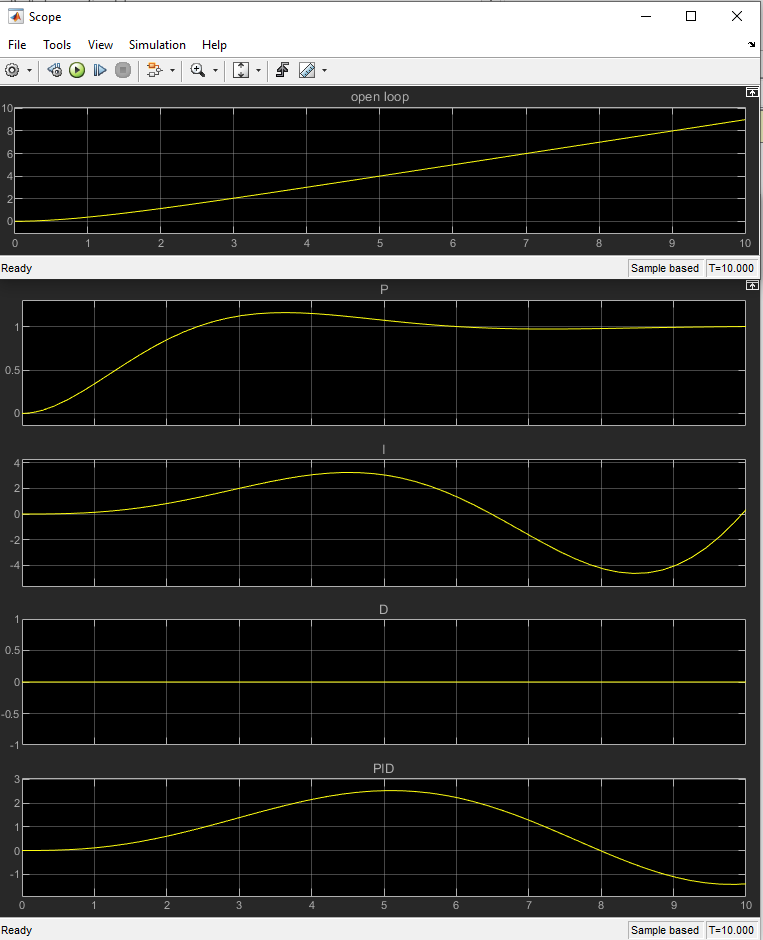 Scope
File Tools View Simulation Help
open loop
10
8
6
4
2
0
0 1 2 3 4 5 6 7 8 9 10
Ready Sample based T=10.000
P
1
0.5
0
I
4
2
0
-2
-4
D
1
0.5
0
-0.5
-1
PID
3
2
1
0
-1
0 1 2 3 4 5 6 7 8 9 10
Ready Sample based T=10.000